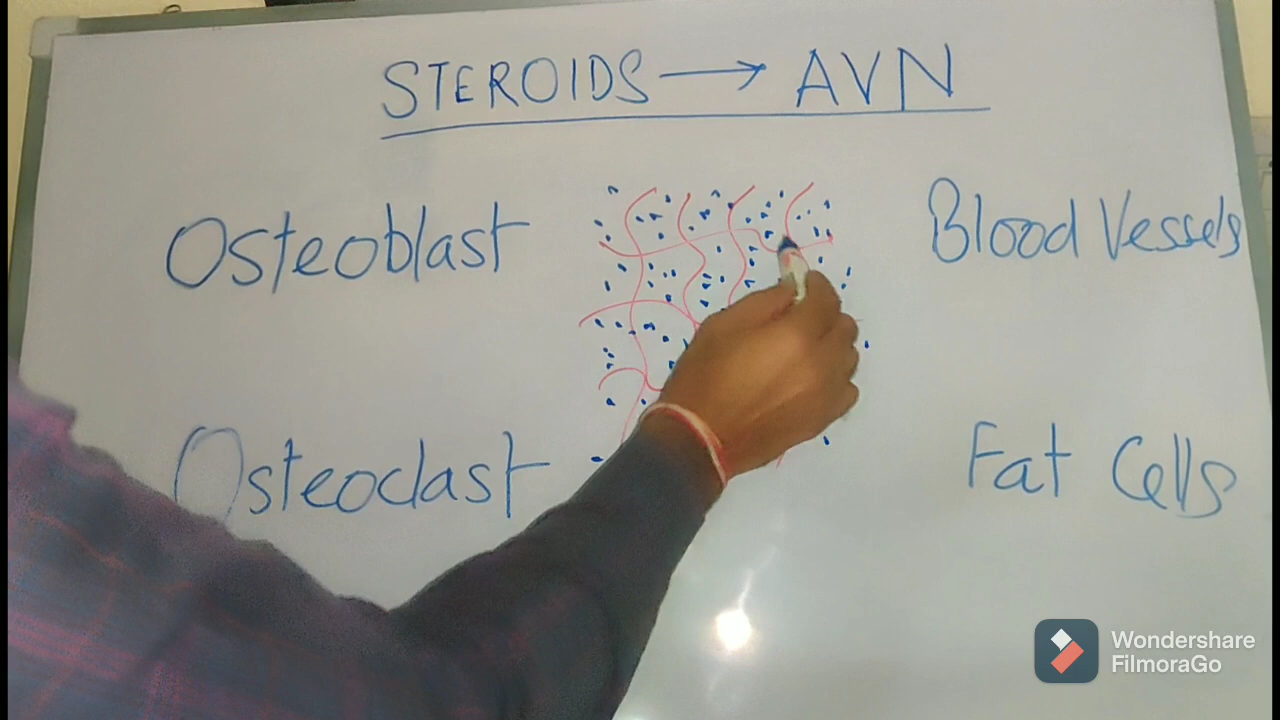 STEROIDS → AVN
Osteoblast
Blood Vessels
Osteoclast
Fat Cells
Wondershare
FilmoraGo